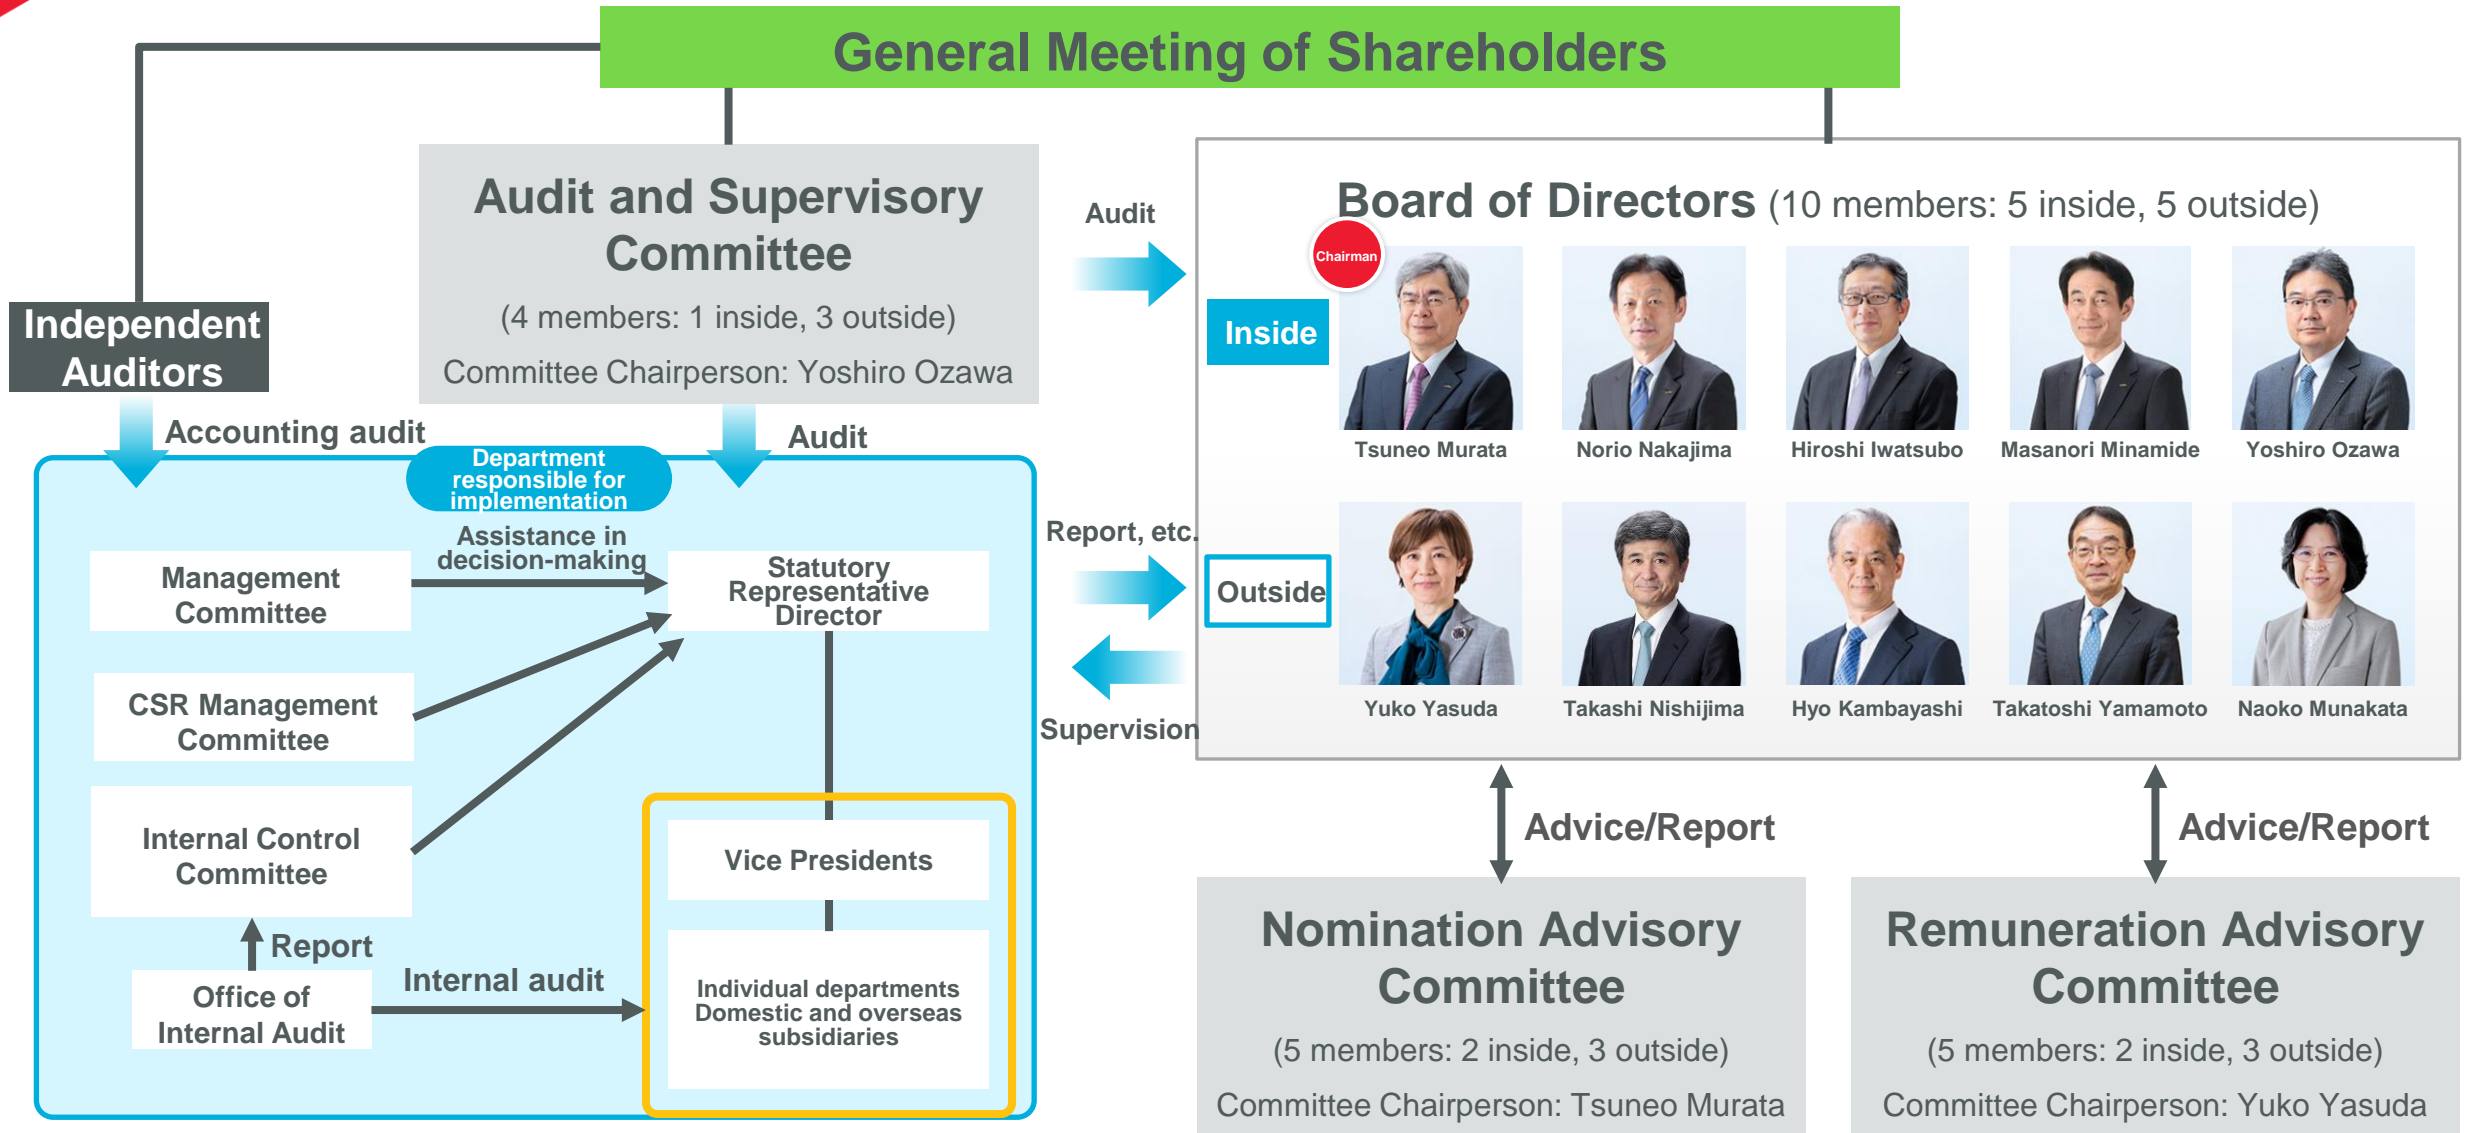 General Meeting of Shareholders
Audit and Supervisory
Committee
(4 members: 1 inside, 3 outside)
Committee Chairperson: Yoshiro Ozawa
Independent
Auditors
Accounting audit
Audit
Audit
Board of Directors (10 members: 5 inside, 5 outside)
Chairman
Inside
Tsuneo Murata
Norio Nakajima
Hiroshi Iwatsubo
Masanori Minamide
Yoshiro Ozawa
Outside
Yuko Yasuda
Takashi Nishijima
Hyo Kambayashi
Takatoshi Yamamoto
Naoko Munakata
Report, etc.
Supervision
Department
responsible for
implementation
Assistance in
decision-making
Management
Committee
Statutory
Representative
Director
CSR Management
Committee
Internal Control
Committee
Vice Presidents
Report
Office of
Internal Audit
Internal audit
Individual departments
Domestic and overseas
subsidiaries
Advice/Report
Advice/Report
Nomination Advisory
Committee
(5 members: 2 inside, 3 outside)
Committee Chairperson: Tsuneo Murata
Remuneration Advisory
Committee
(5 members: 2 inside, 3 outside)
Committee Chairperson: Yuko Yasuda